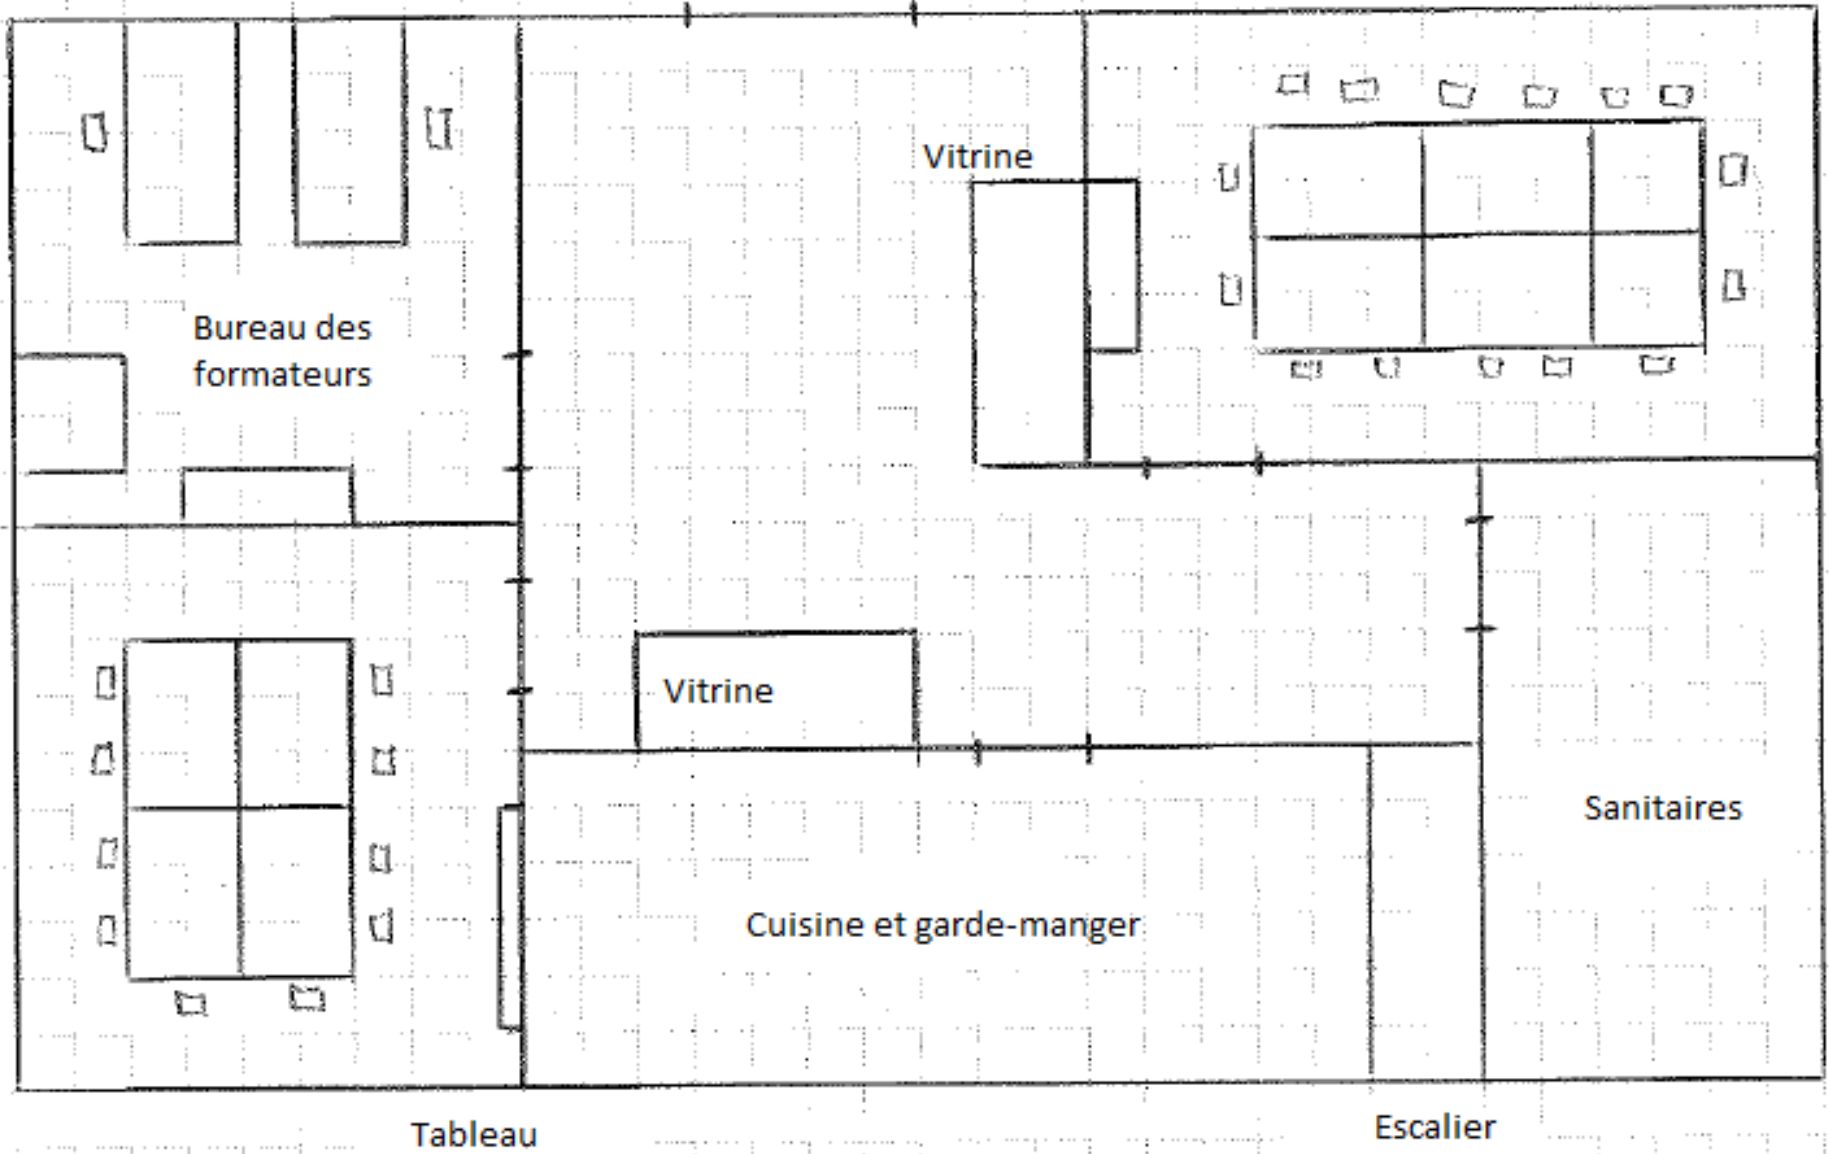 Vitrine
Bureau des
formateurs
Vitrine
Sanitaires
Cuisine et garde-manger
Tableau
Escalier